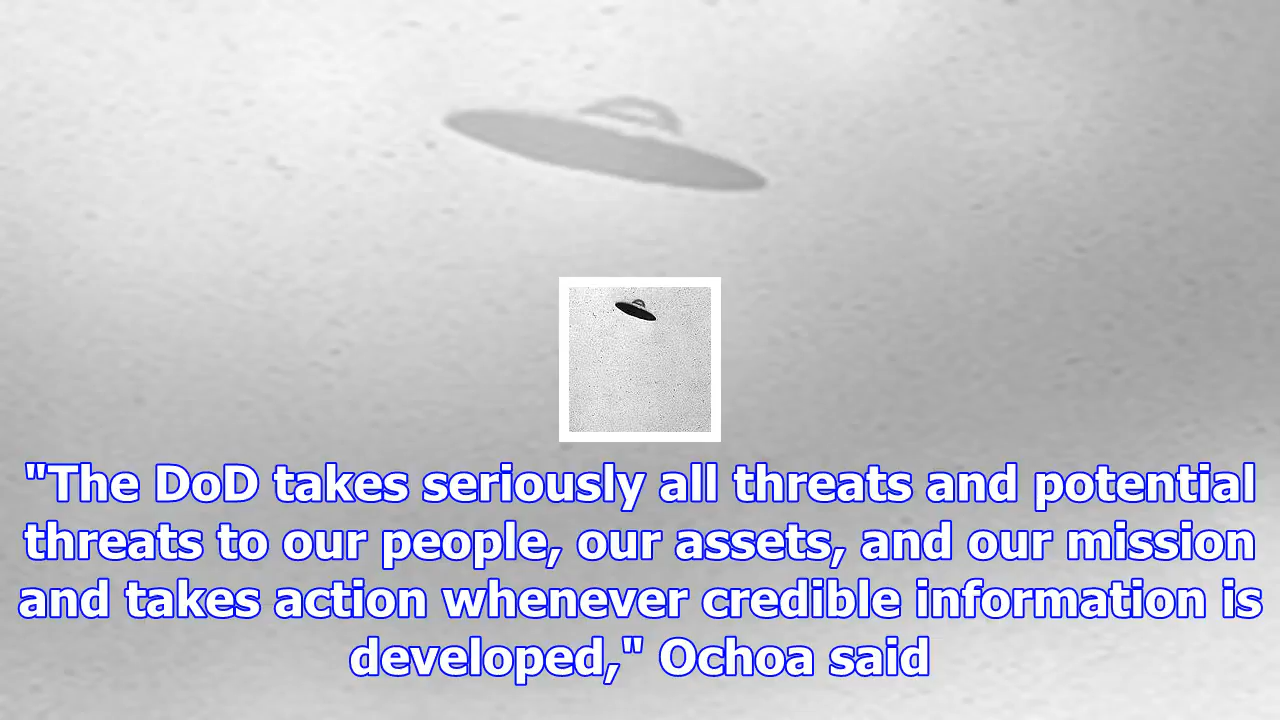 "The DoD takes seriously all threats and potential
threats to our people, our assets, and our mission
and takes action whenever credible information is
developed," Ochoa said